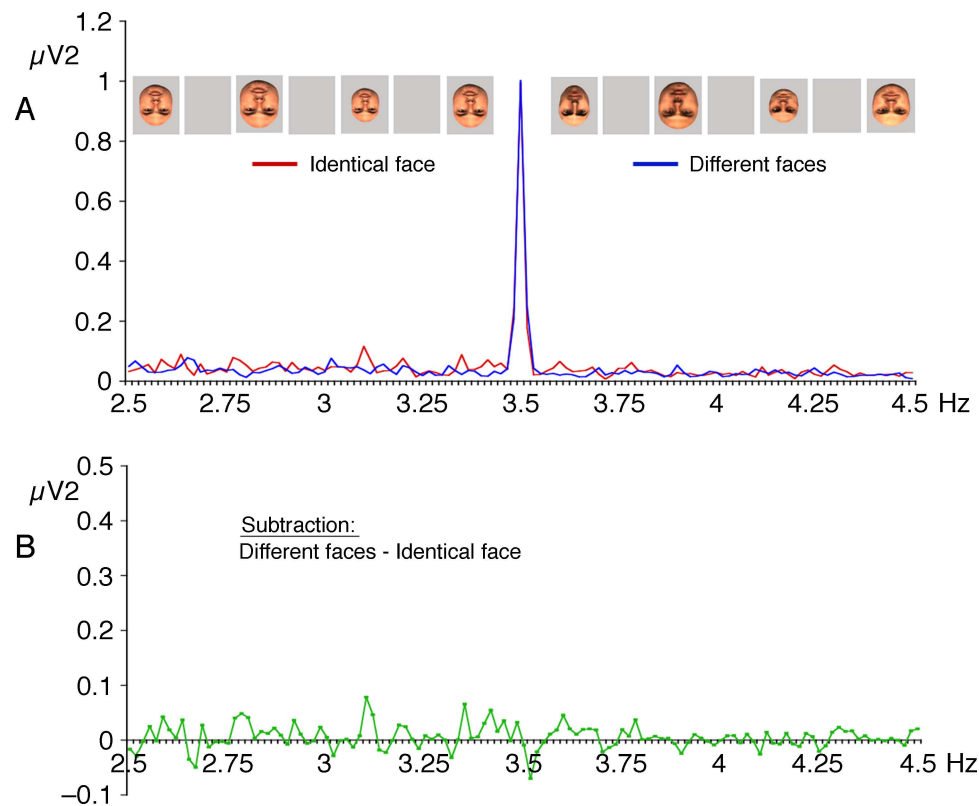 1.2
µV2
1
A
0.8
Identical face
Different faces
0.6
0.4
0.2
0
2.5 2.75 3 3.25 3.5 3.75 4 4.25 4.5 Hz
0.5
µV2
0.4
B
Subtraction:
Different faces - Identical face
0.3
0.2
0.1
0
2.5 2.75 3 3.25 3.5 3.75 4 4.25 4.5 Hz
–0.1